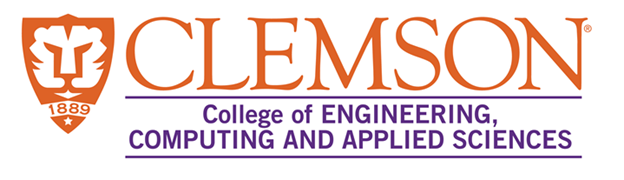 CLEMSON®
1889
College of ENGINEERING,
COMPUTING AND APPLIED SCIENCES